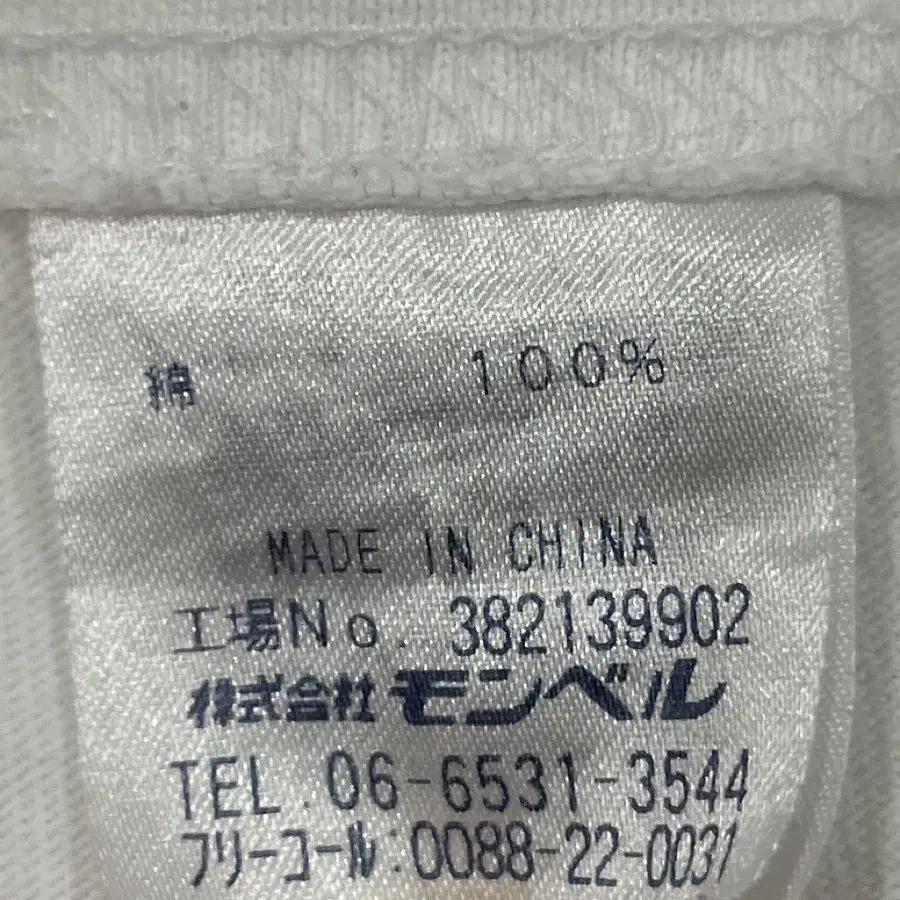 綿 100%
MADE IN CHINA
工場No. 382139902
株式会社モンベル
TEL. 06-6531-3544
フリーコール:0088-22-0031